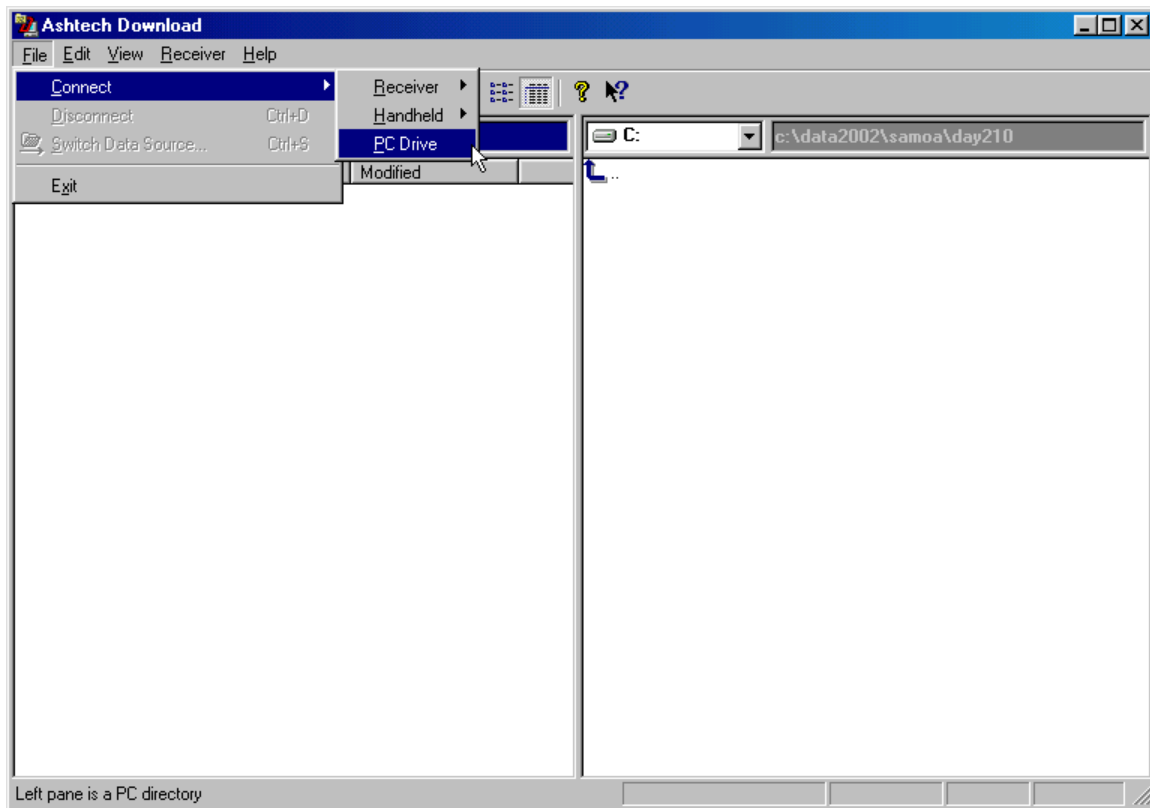 Ashtech Download
File Edit View Receiver Help
Connect
Disconnect Ctrl+D
Switch Data Source... Ctrl+S
Exit
Receiver
Handheld
PC Drive
Modified
C: c:\data2002\samoa\day210
..
Left pane is a PC directory